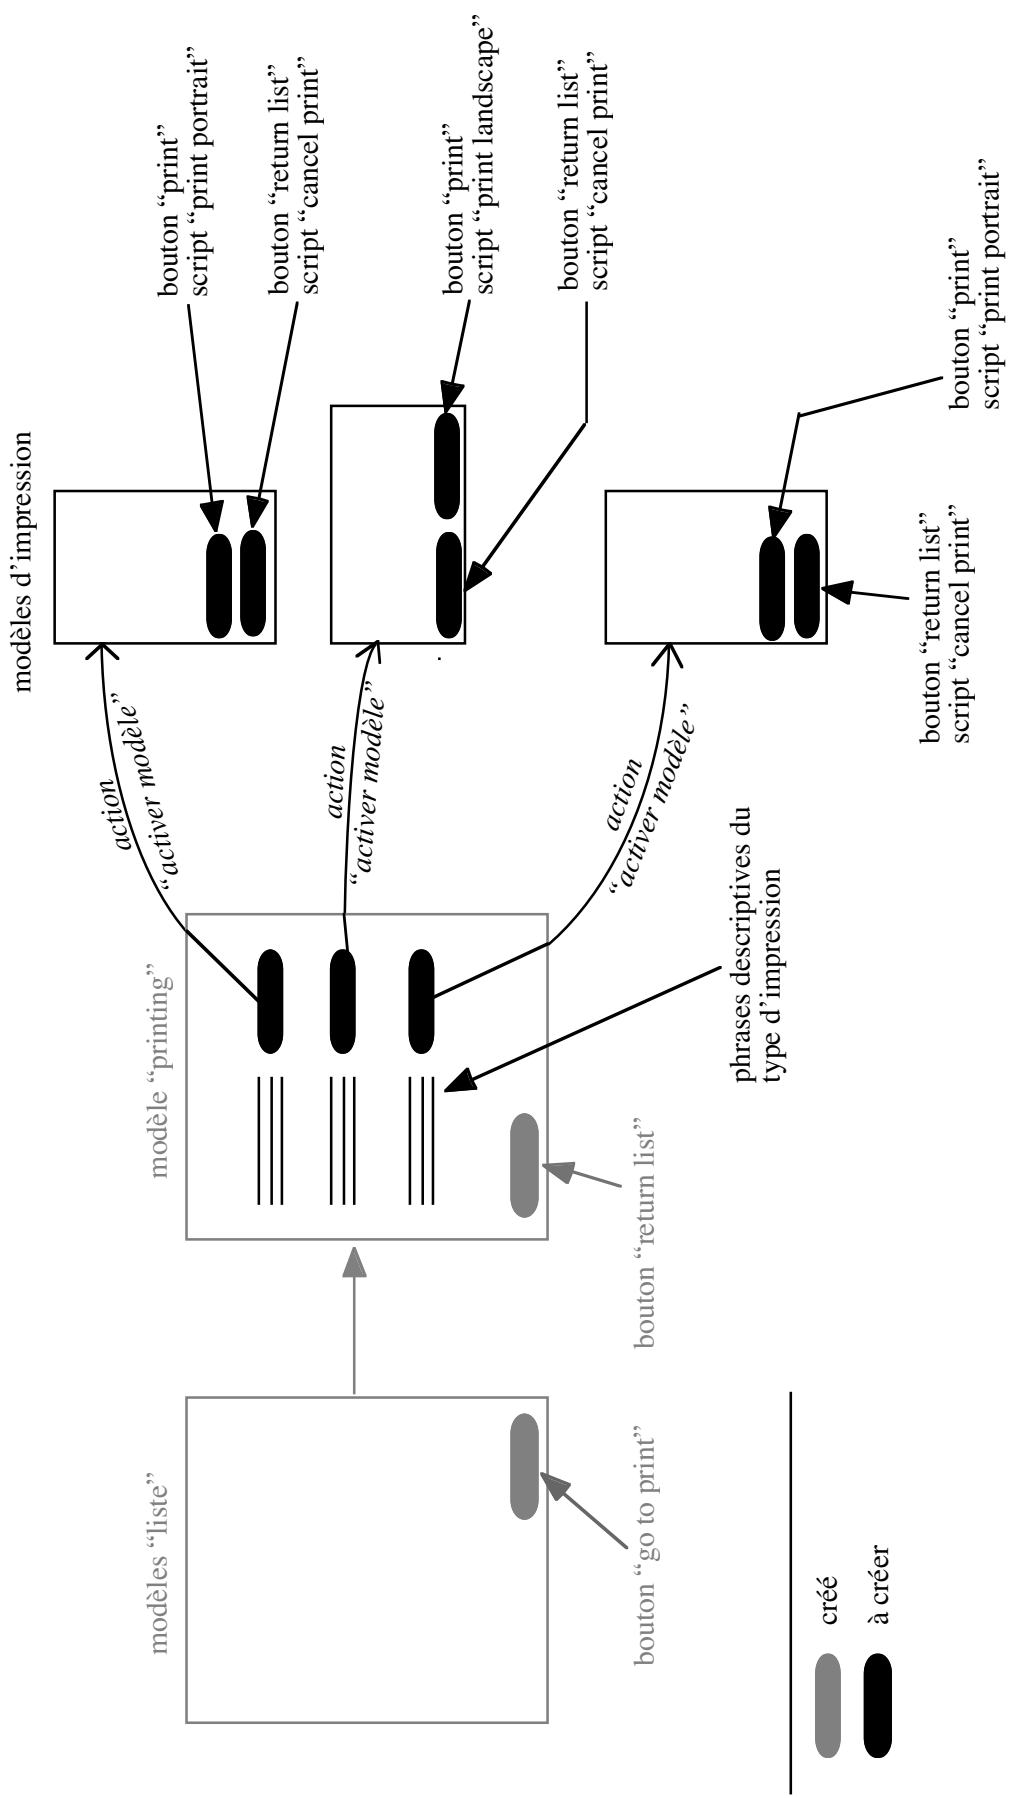 modèles “liste”
bouton “go to print”
modèle “printing”
bouton “return list”
phrases descriptives du
type d’impression
action
“activer modèle”
action
“activer modèle”
action
“activer modèle”
modèles d’impression
bouton “print”
script “print portrait”
bouton “return list”
script “cancel print”
bouton “print”
script “print landscape”
bouton “return list”
script “cancel print”
bouton “print”
script “print portrait”
bouton “return list”
script “cancel print”
créé
à créer